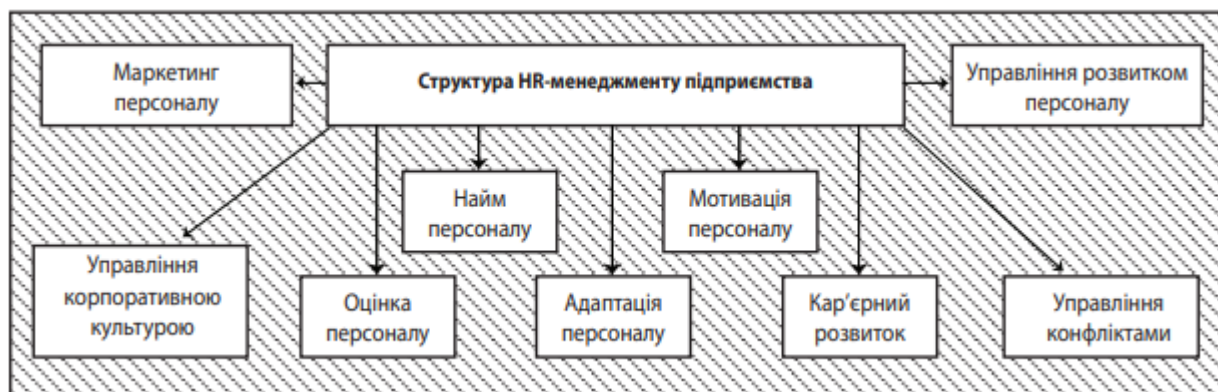 Маркетинг
персоналу
Структура HR-менеджменту підприємства
Управління розвитком
персоналу
Найм
персоналу
Мотивація
персоналу
Управління
корпоративною
культурою
Оцінка
персоналу
Адаптація
персоналу
Кар’єрний
розвиток
Управління
конфліктами